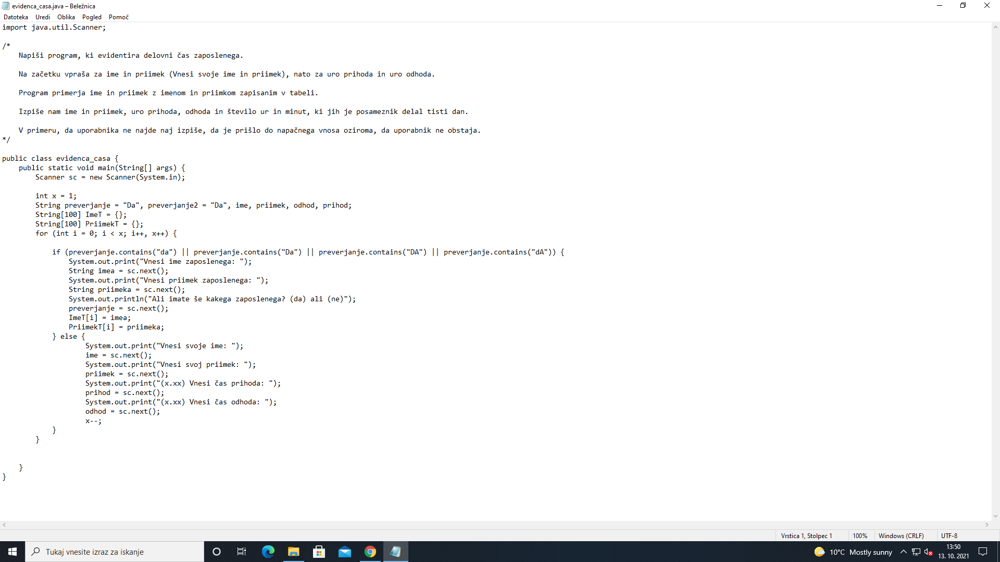 evidenca_casa.java – Beležnica
Datoteka Uredi Oblika Pogled Pomoč
import java.util.Scanner;
/*
Napiši program, ki evidentira delovni čas zaposlenega.
Na začetku vpraša za ime in priimek (Vnesi svoje ime in priimek), nato za uro prihoda in uro odhoda.
Program primerja ime in priimek z imenom in priimkom zapisanim v tabeli.
Izpiše nam ime in priimek, uro prihoda, odhoda in število ur in minut, ki jih je posameznik delal tisti dan.
V primeru, da uporabnika ne najde naj izpiše, da je prišlo do napačnega vnosa oziroma, da uporabnik ne obstaja.
*/
public class evidenca_casa {
public static void main(String[] args) {
Scanner sc = new Scanner(System.in);
int x = 1;
String preverjanje = "Da", preverjanje2 = "Da", ime, priimek, odhod, prihod;
String[100] ImeT = {};
String[100] PriimekT = {};
for (int i = 0; i < x; i++, x++) {
if (preverjanje.contains("da") || preverjanje.contains("Da") || preverjanje.contains("DA") || preverjanje.contains("dA")) {
System.out.print("Vnesi ime zaposlenega: ");
String imea = sc.next();
System.out.print("Vnesi priimek zaposlenega: ");
String priimeka = sc.next();
System.out.println("Ali imate še kakega zaposlenega? (da) ali (ne)");
preverjanje = sc.next();
ImeT[i] = imea;
PriimekT[i] = priimeka;
} else {
System.out.print("Vnesi svoje ime: ");
ime = sc.next();
System.out.print("Vnesi svoj priimek: ");
priimek = sc.next();
System.out.print("(x.xx) Vnesi čas prihoda: ");
prihod = sc.next();
System.out.print("(x.xx) Vnesi čas odhoda: ");
odhod = sc.next();
x--;
}
}
}
}
Vrstica 1, Stolpec 1 100% Windows (CRLF) UTF-8
Tukaj vnesite izraz za iskanje 10°C Mostly sunny 13:50
13. 10. 2021